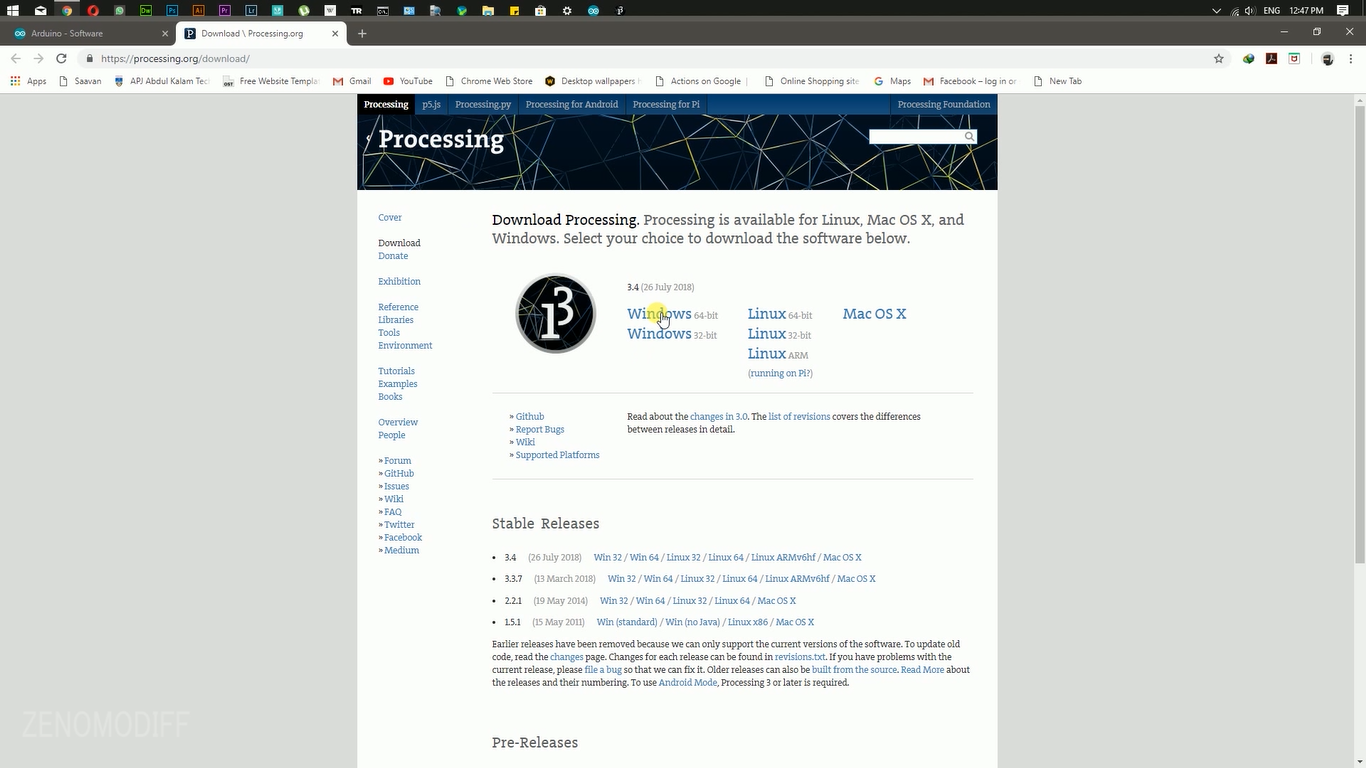 ENG 12:47 PM
Arduino - Software
Download \ Processing.org
https://processing.org/download/
Apps Saavan APJ Abdul Kalam Tech Free Website Templa Gmail YouTube Chrome Web Store Desktop wallpapers Actions on Google Online Shopping site Maps Facebook – log in or New Tab
Processing p5.js Processing.py Processing for Android Processing for Pi Processing Foundation
Processing
Cover
Download
Donate
Exhibition
Reference
Libraries
Tools
Environment
Tutorials
Examples
Books
Overview
People
» Forum
» GitHub
» Issues
» Wiki
» FAQ
» Twitter
» Facebook
» Medium
Download Processing. Processing is available for Linux, Mac OS X, and
Windows. Select your choice to download the software below.
3.4 (26 July 2018)
Windows 64-bit Linux 64-bit Mac OS X
Windows 32-bit Linux 32-bit
Linux ARM
(running on Pi?)
» Github
» Report Bugs
» Wiki
» Supported Platforms
Read about the changes in 3.0. The list of revisions covers the differences
between releases in detail.
Stable Releases
• 3.4 (26 July 2018) Win 32 / Win 64 / Linux 32 / Linux 64 / Linux ARMv6hf / Mac OS X
• 3.3.7 (13 March 2018) Win 32 / Win 64 / Linux 32 / Linux 64 / Linux ARMv6hf / Mac OS X
• 2.2.1 (19 May 2014) Win 32 / Win 64 / Linux 32 / Linux 64 / Mac OS X
• 1.5.1 (15 May 2011) Win (standard) / Win (no Java) / Linux x86 / Mac OS X
Earlier releases have been removed because we can only support the current versions of the software. To update old
code, read the changes page. Changes for each release can be found in revisions.txt. If you have problems with the
current release, please file a bug so that we can fix it. Older releases can also be built from the source. Read More about
the releases and their numbering. To use Android Mode, Processing 3 or later is required.
ZENOMODIFF
Pre-Releases